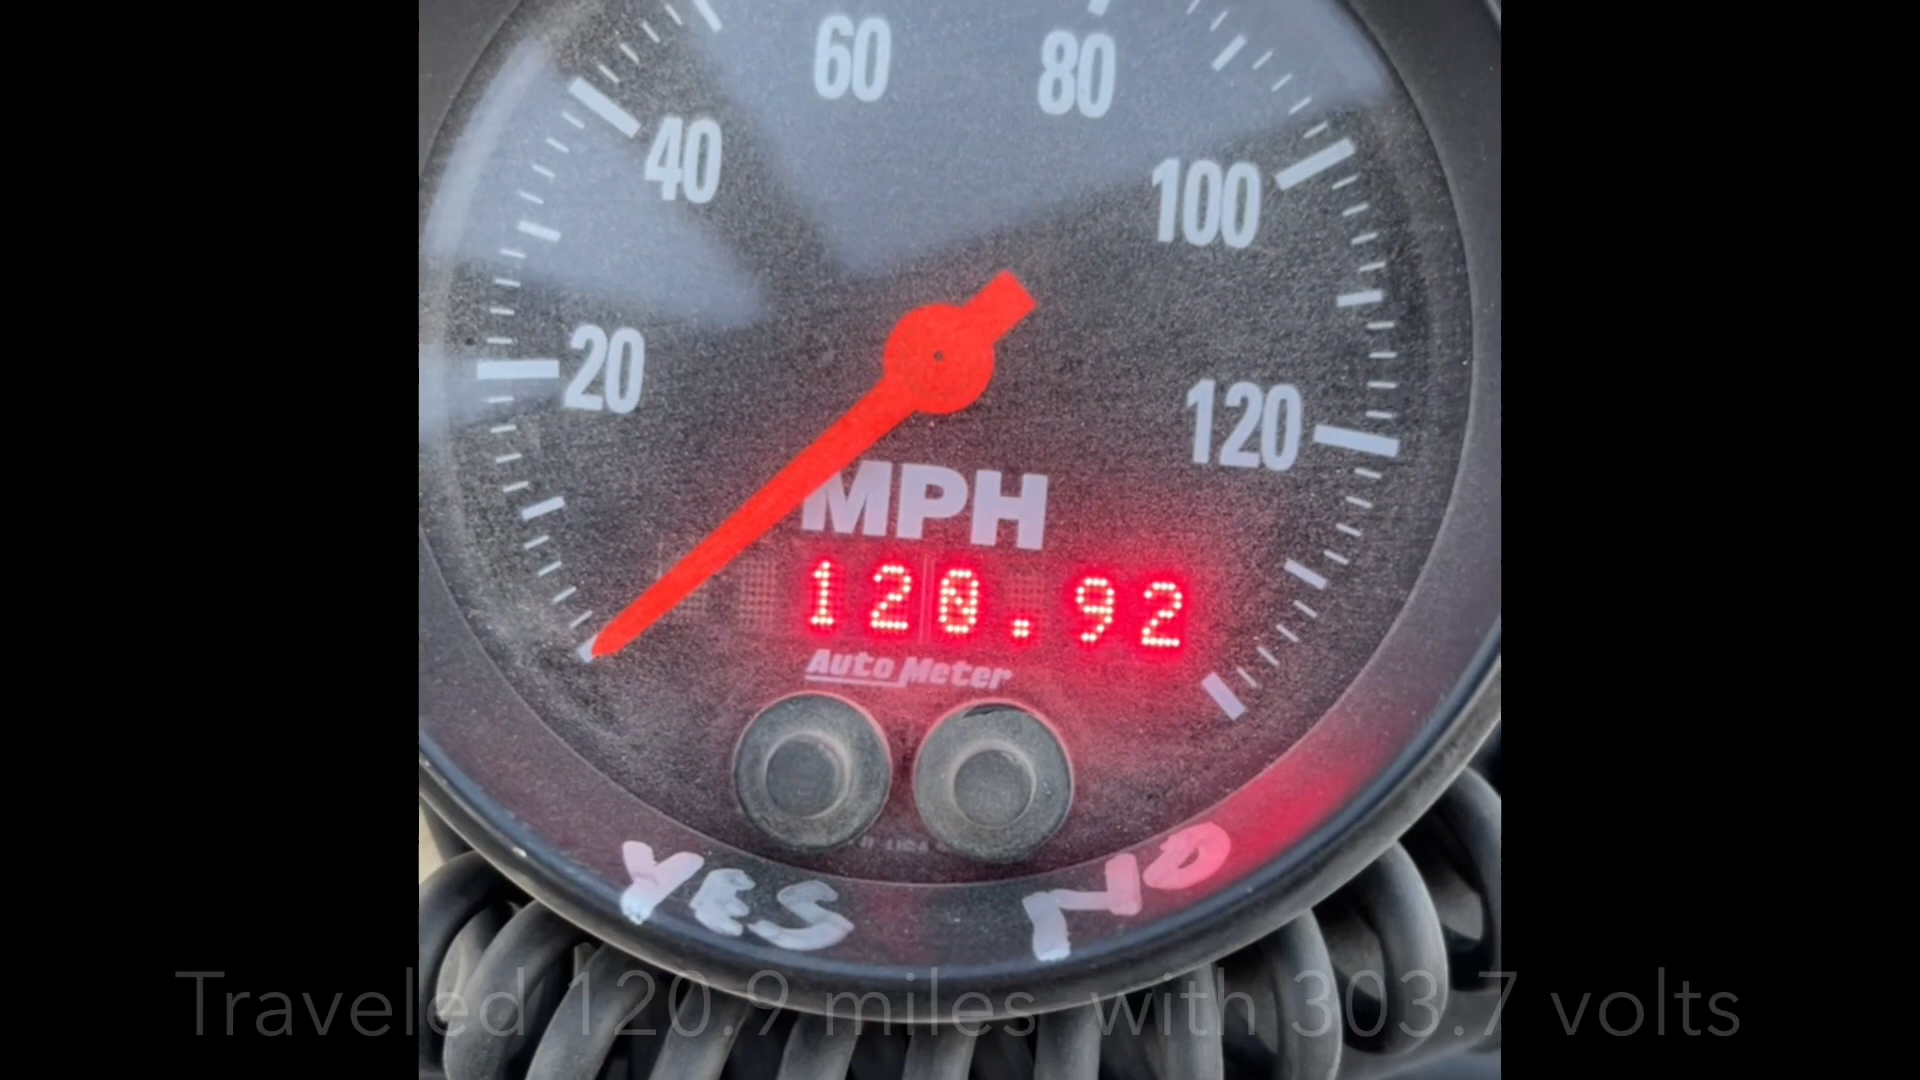 60 80
40 100
20 120
MPH
120.92
Auto Meter
YES NO
Traveled 120.9 miles with 303.7 volts